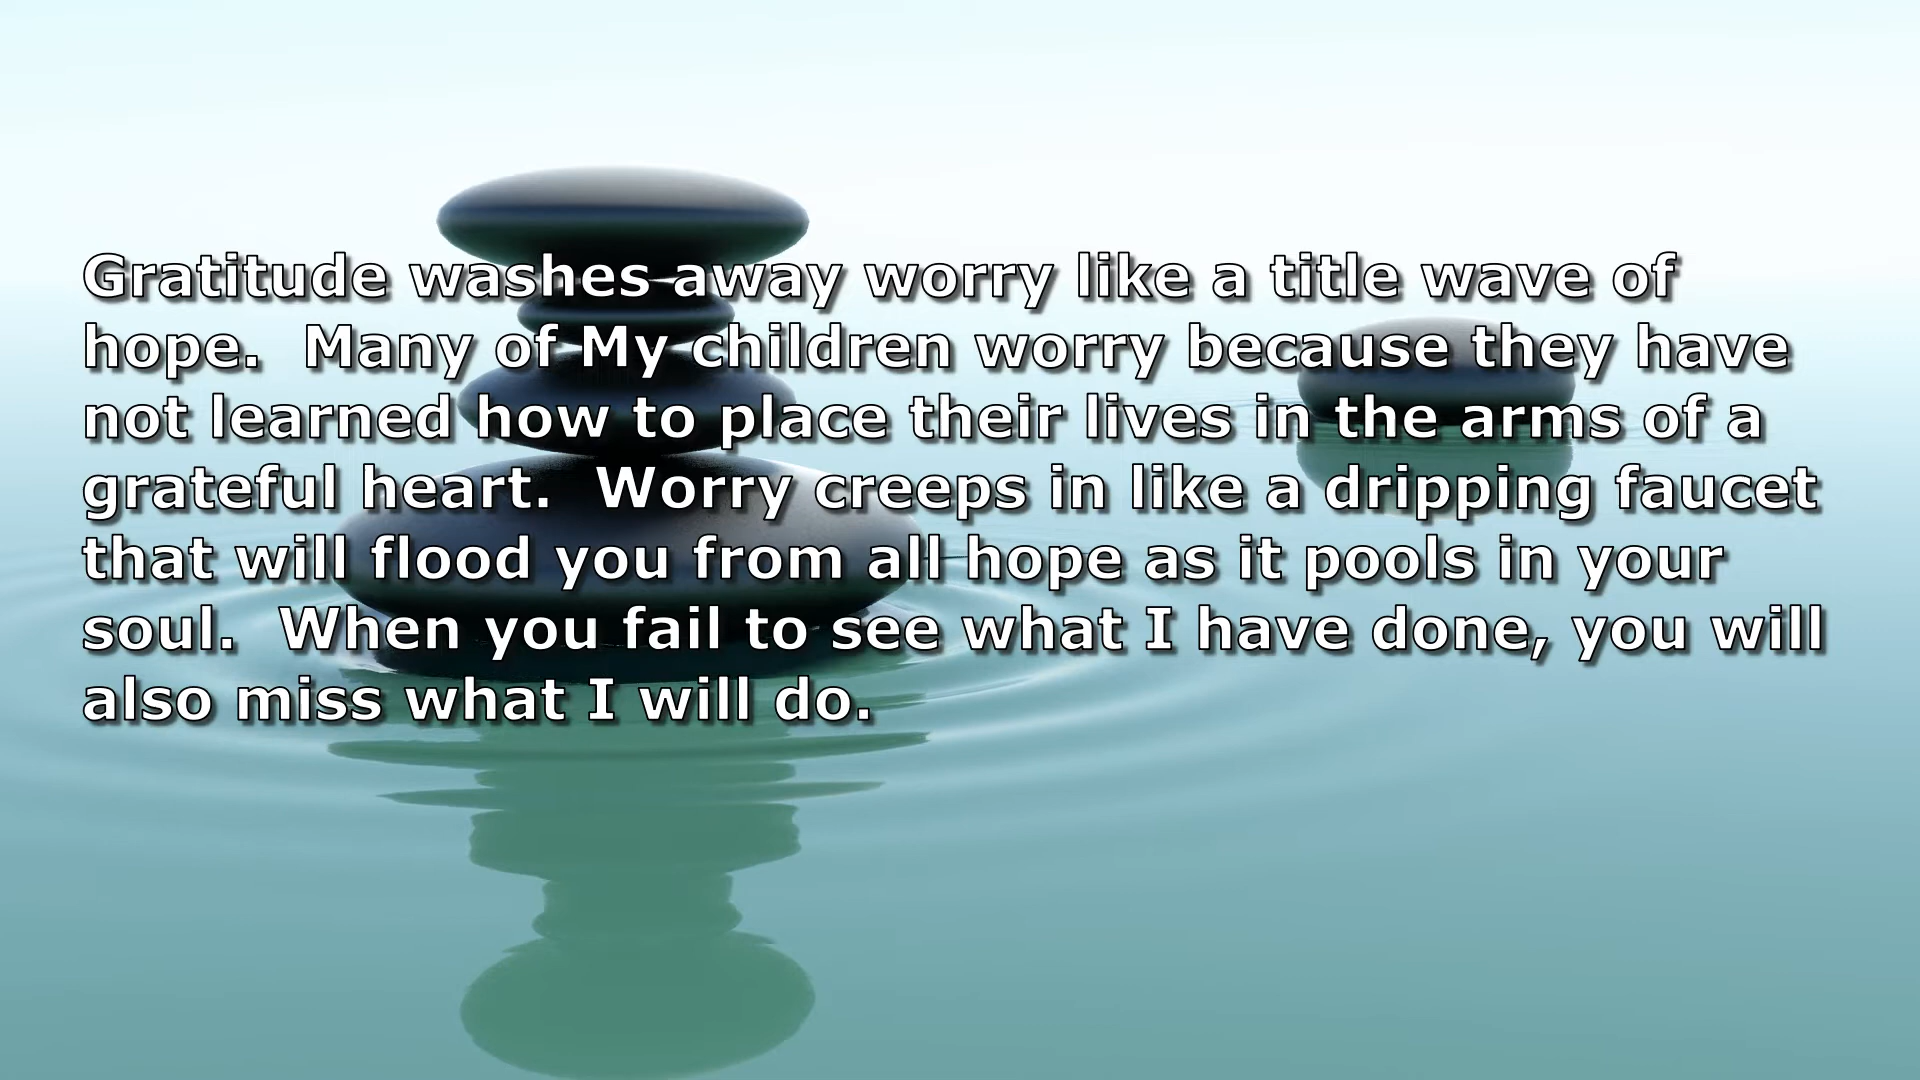 Gratitude washes away worry like a title wave of
hope.  Many of My children worry because they have
not learned how to place their lives in the arms of a
grateful heart.  Worry creeps in like a dripping faucet
that will flood you from all hope as it pools in your
soul.  When you fail to see what I have done, you will
also miss what I will do.